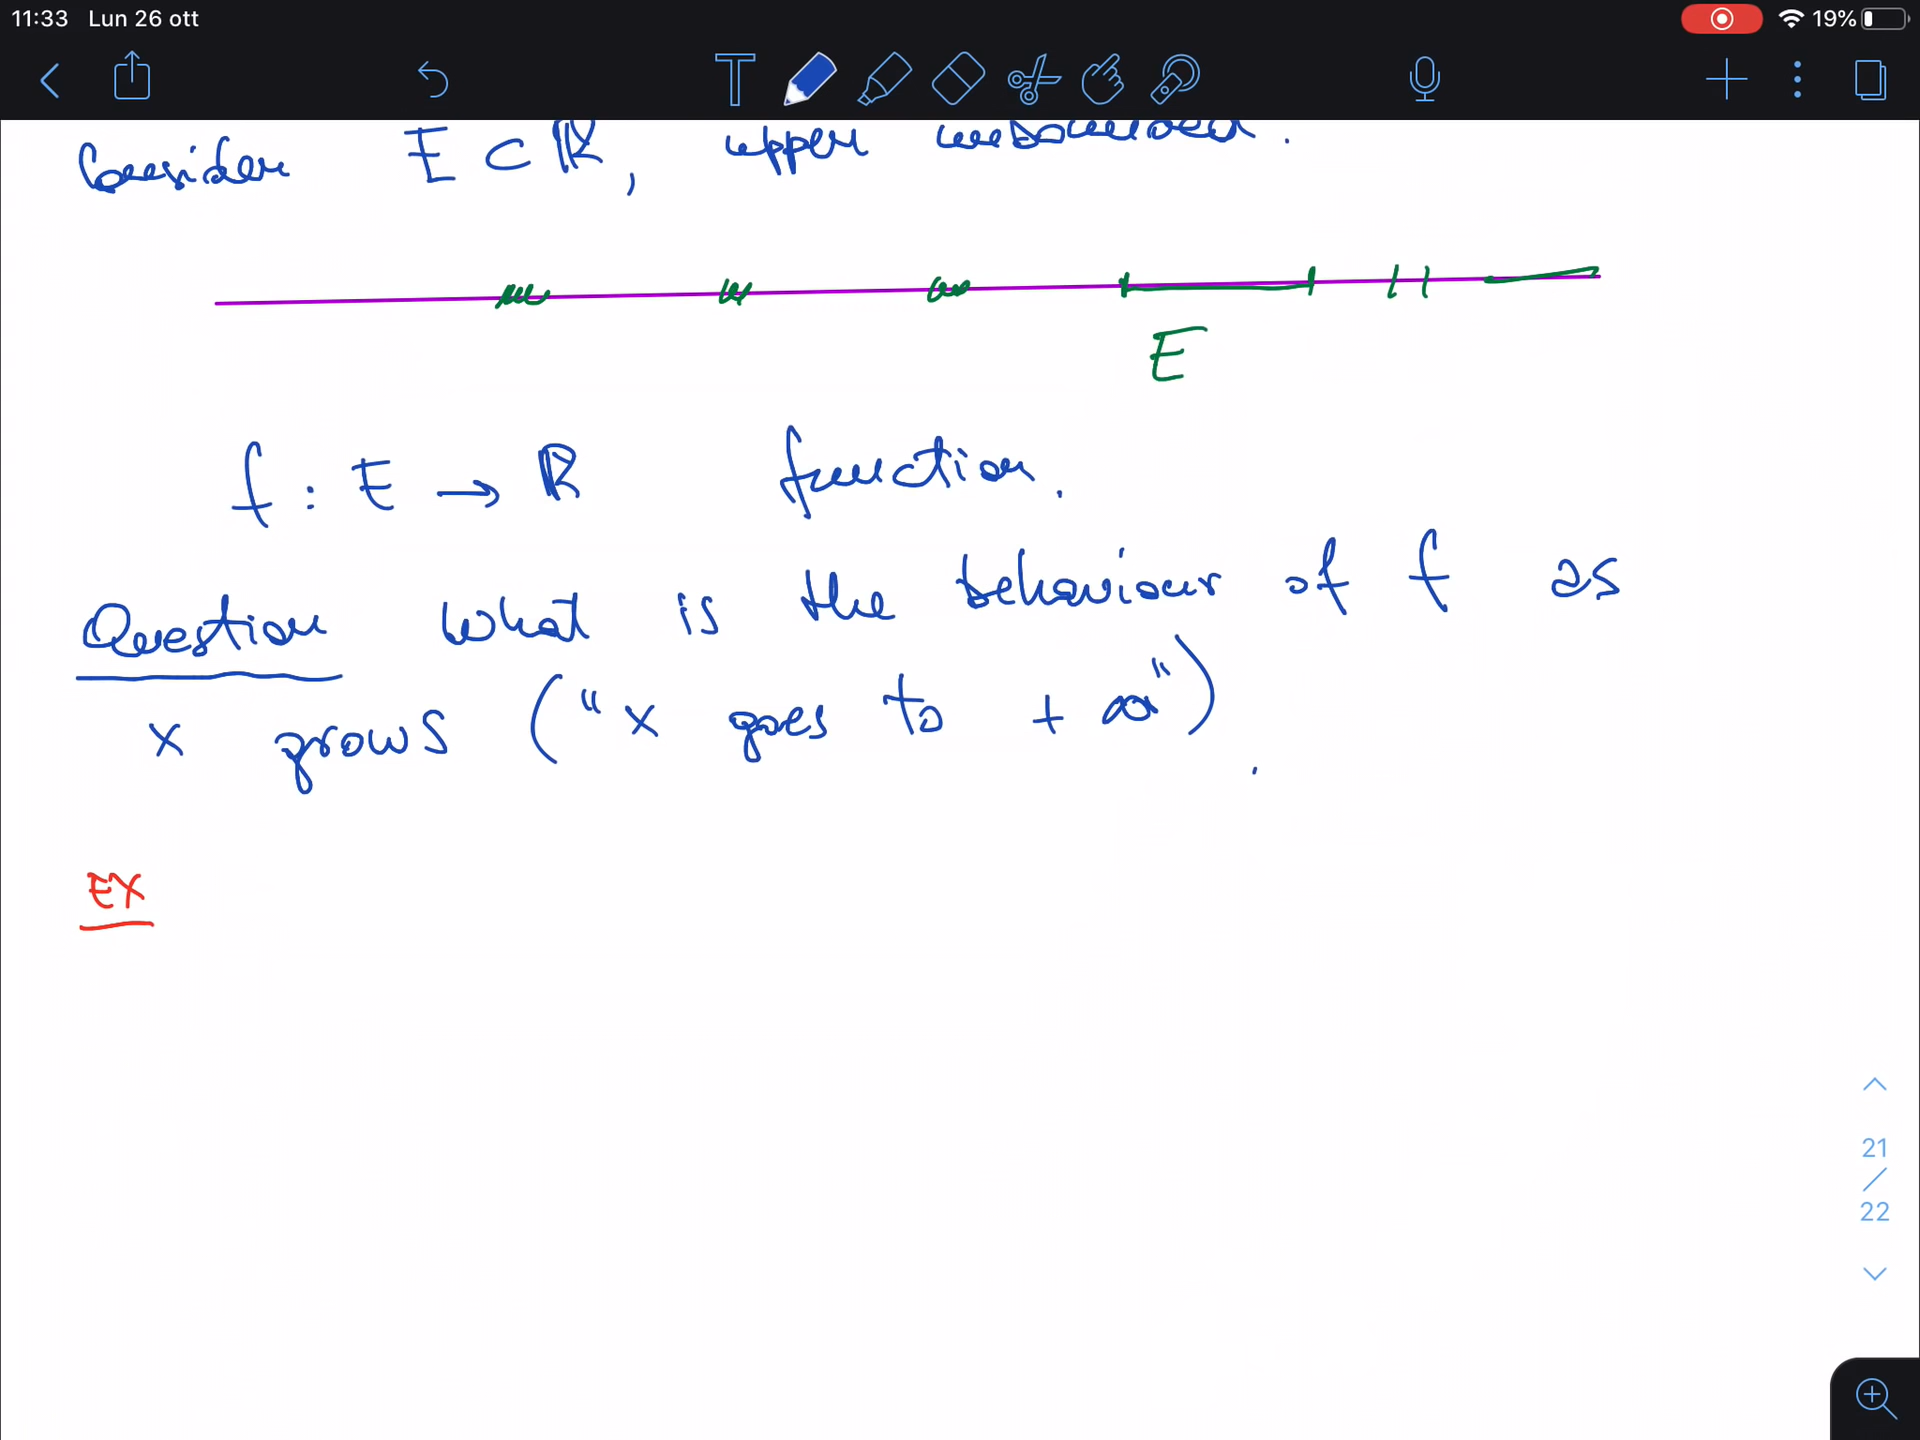 11:33 Lun 26 ott 19%
Consider E ⊂ ℝ, upper unbounded.
E
f : E → ℝ function.
Question What is the behaviour of f as
x grows ("x goes to + ∞").
EX
21
/
22